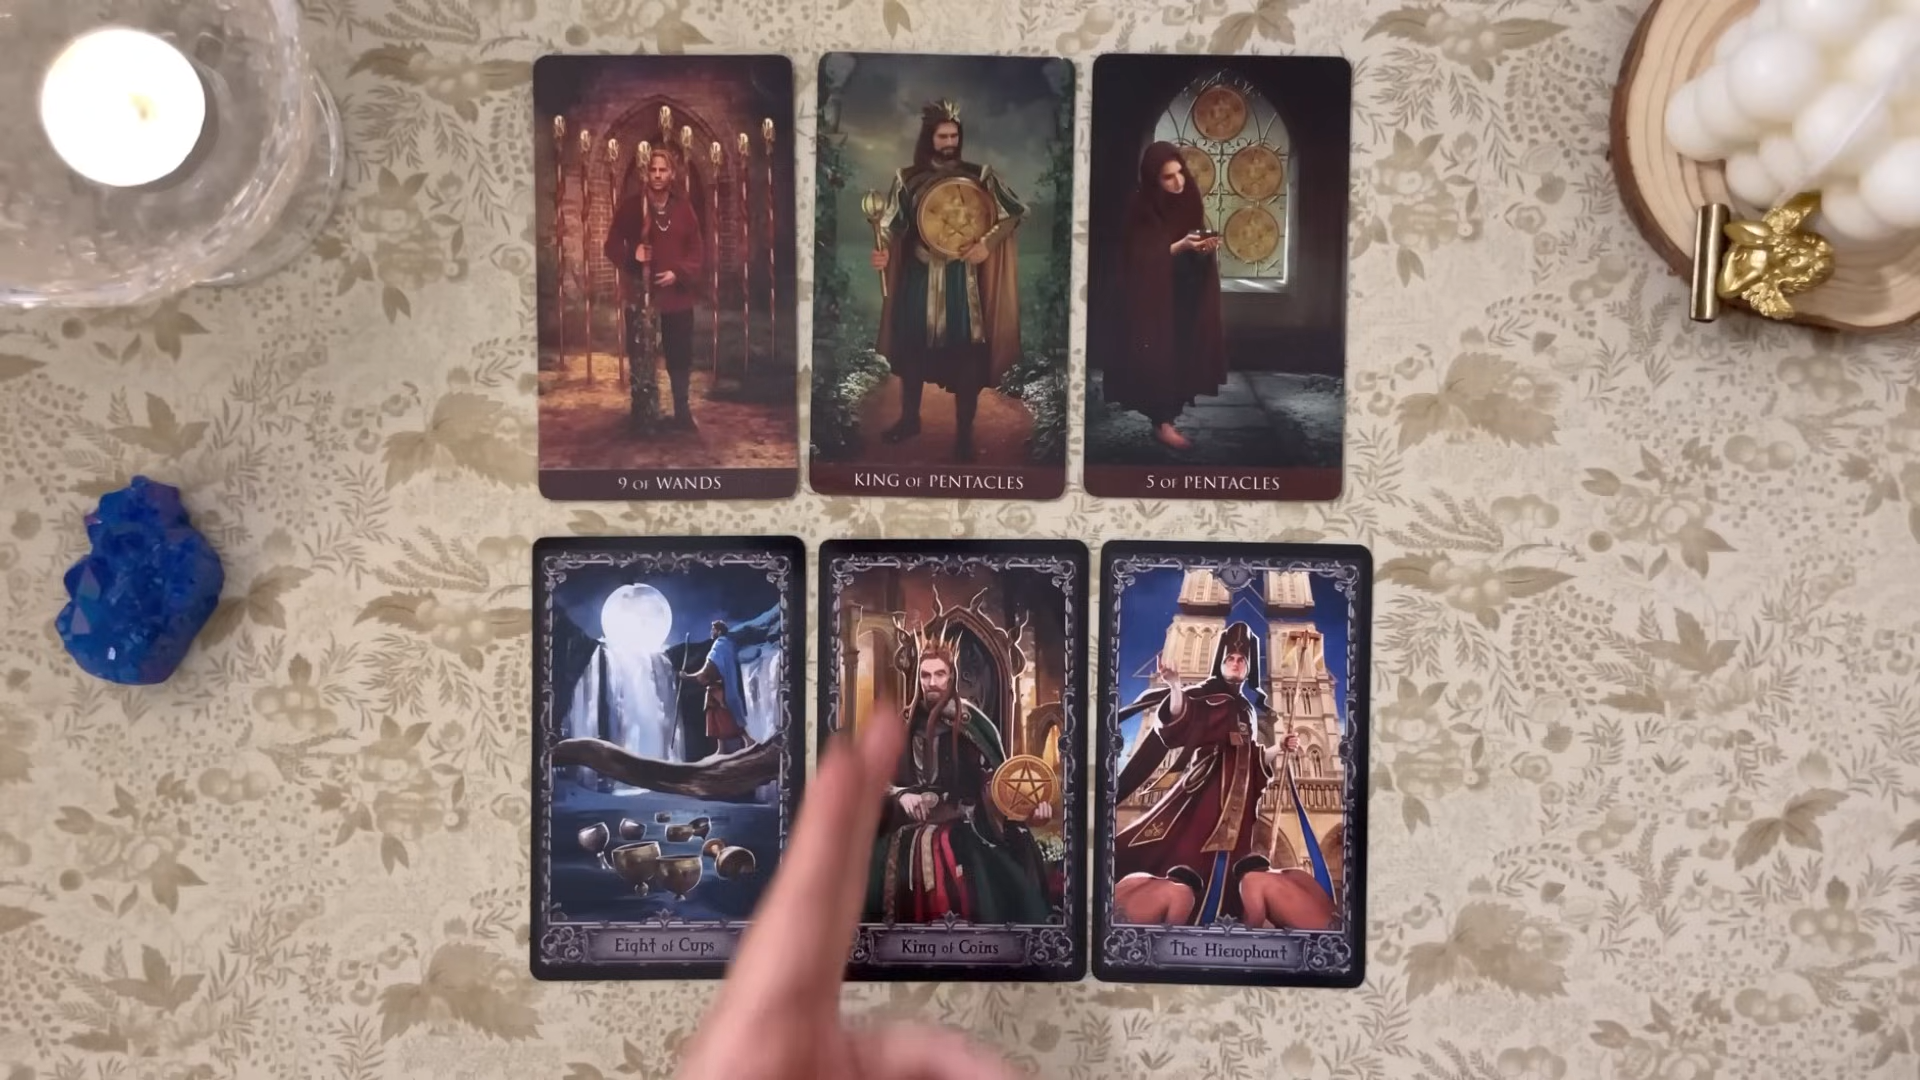 9 OF WANDS
KING OF PENTACLES
5 OF PENTACLES
V
Eight of Cups
King of Coins
The Hierophant